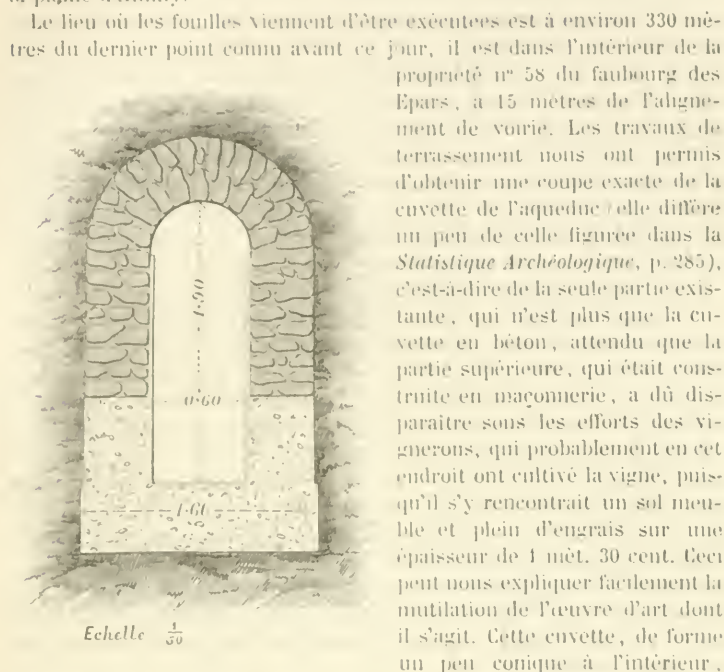 Le lieu où les fouilles viennent d'être exécutées est à environ 330 mè-
tres du dernier point connu avant ce jour, il est dans l'intérieur de la
propriété n° 58 du faubourg des
Epars, a 15 mètres de l'aligne-
ment de voirie. Les travaux de
terrassement nous ont permis
d'obtenir une coupe exacte de la
cuvette de l'aqueduc (elle diffère
un peu de celle figurée dans la
Statistique Archéologique, p. 285),
c'est-à-dire de la seule partie exis-
tante, qui n'est plus que la cu-
vette en béton, attendu que la
partie supérieure, qui était cons-
truite en maçonnerie, a dû dis-
paraitre sous les efforts des vi-
gnerons, qui probablement en cet
endroit ont cultivé la vigne, puis-
qu'il s'y rencontrait un sol meu-
ble et plein d'engrais sur une
épaisseur de 1 mèt. 30 cent. Ceci
peut nous expliquer facilement la
mutilation de l'œuvre d'art dont
il s'agit. Cette cuvette, de forme
un peu conique à l'intérieur,
1.90
0.60
1.60
Echelle